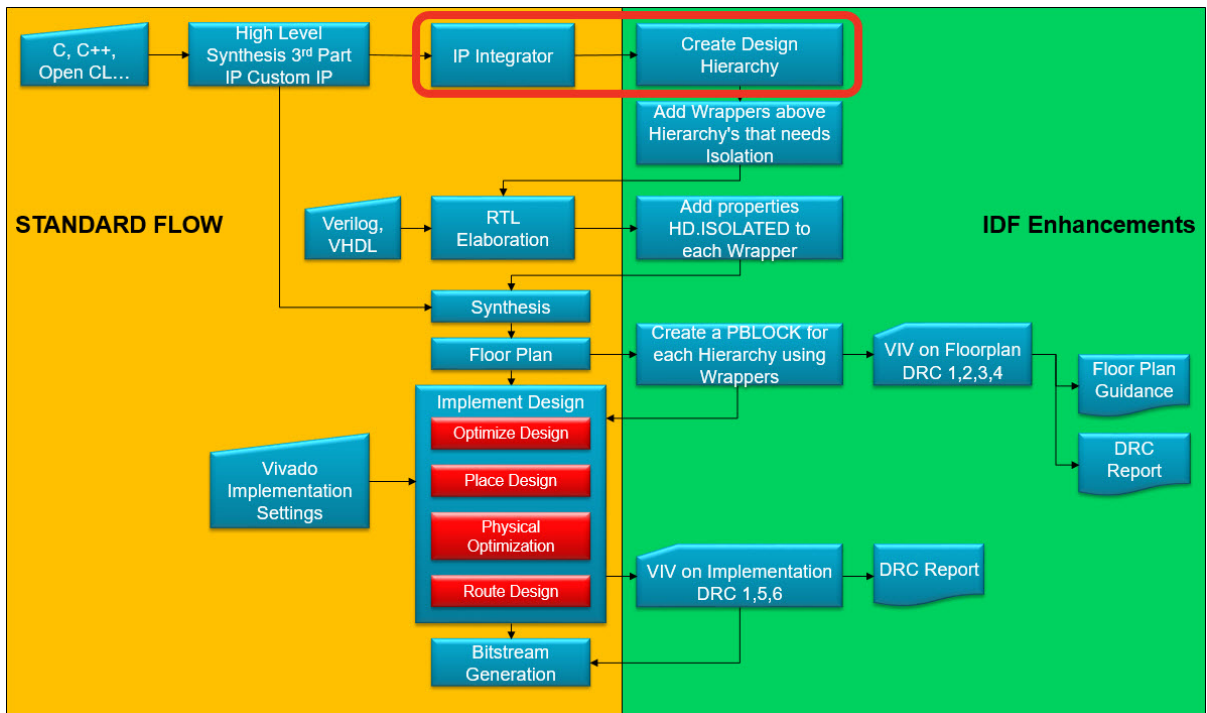 C, C++,
Open CL...
High Level
Synthesis 3rd Part
IP Custom IP
IP Integrator
Create Design
Hierarchy
Add Wrappers above
Hierarchy's that needs
Isolation
STANDARD FLOW
Verilog,
VHDL
RTL
Elaboration
Add properties
HD.ISOLATED to
each Wrapper
IDF Enhancements
Synthesis
Floor Plan
Create a PBLOCK for
each Hierarchy using
Wrappers
VIV on Floorplan
DRC 1,2,3,4
Floor Plan
Guidance
DRC
Report
Implement Design
Optimize Design
Place Design
Physical
Optimization
Route Design
Vivado
Implementation
Settings
VIV on Implementation
DRC 1,5,6
DRC Report
Bitstream
Generation